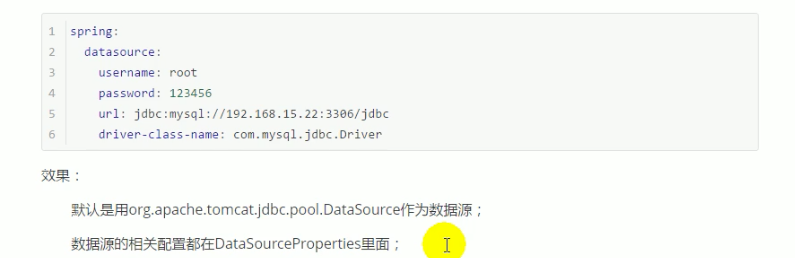 1 spring:
2   datasource:
3     username: root
4     password: 123456
5     url: jdbc:mysql://192.168.15.22:3306/jdbc
6     driver-class-name: com.mysql.jdbc.Driver
效果：
默认是用org.apache.tomcat.jdbc.pool.DataSource作为数据源；
数据源的相关配置都在DataSourceProperties里面；